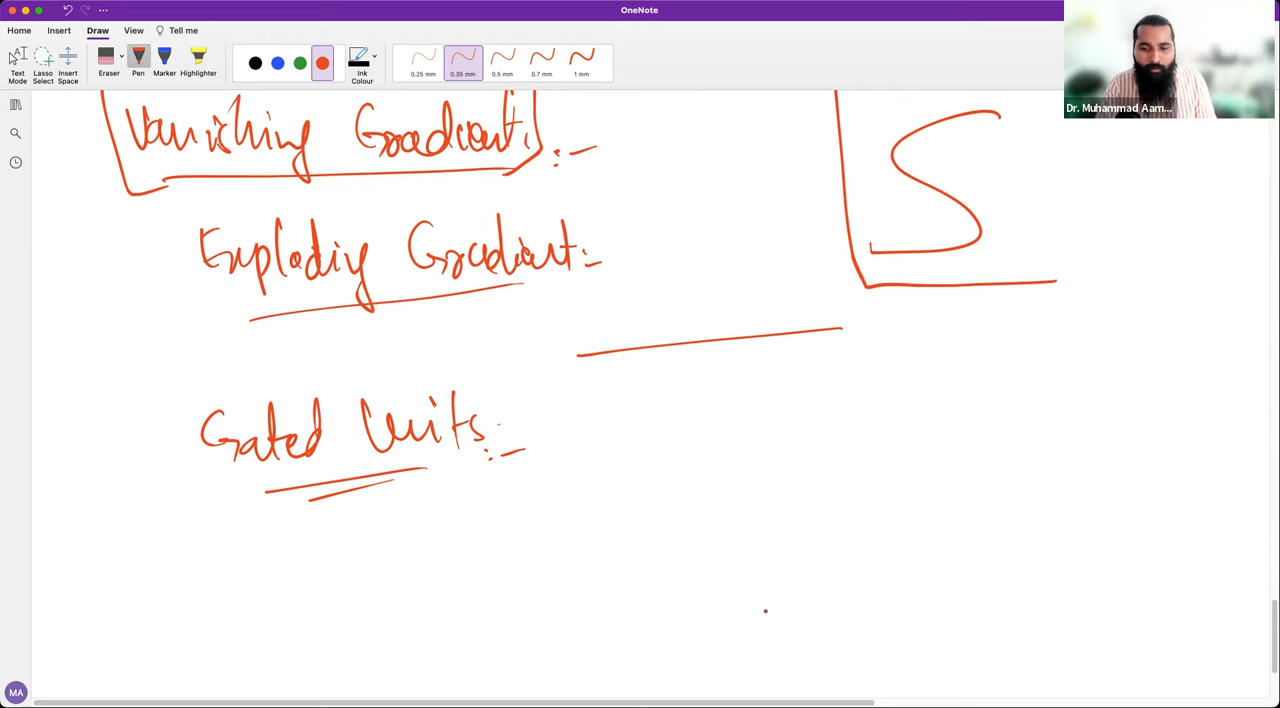 OneNote
Home Insert Draw View Tell me
Text Mode
Lasso Select
Insert Space
Eraser
Pen
Marker
Highlighter
Ink Colour
0.25 mm
0.35 mm
0.5 mm
0.7 mm
1 mm
Dr. Muhammad Aam...
Vanishing Gradient :-
Exploding Gradient :-
S
Gated Units :-
MA